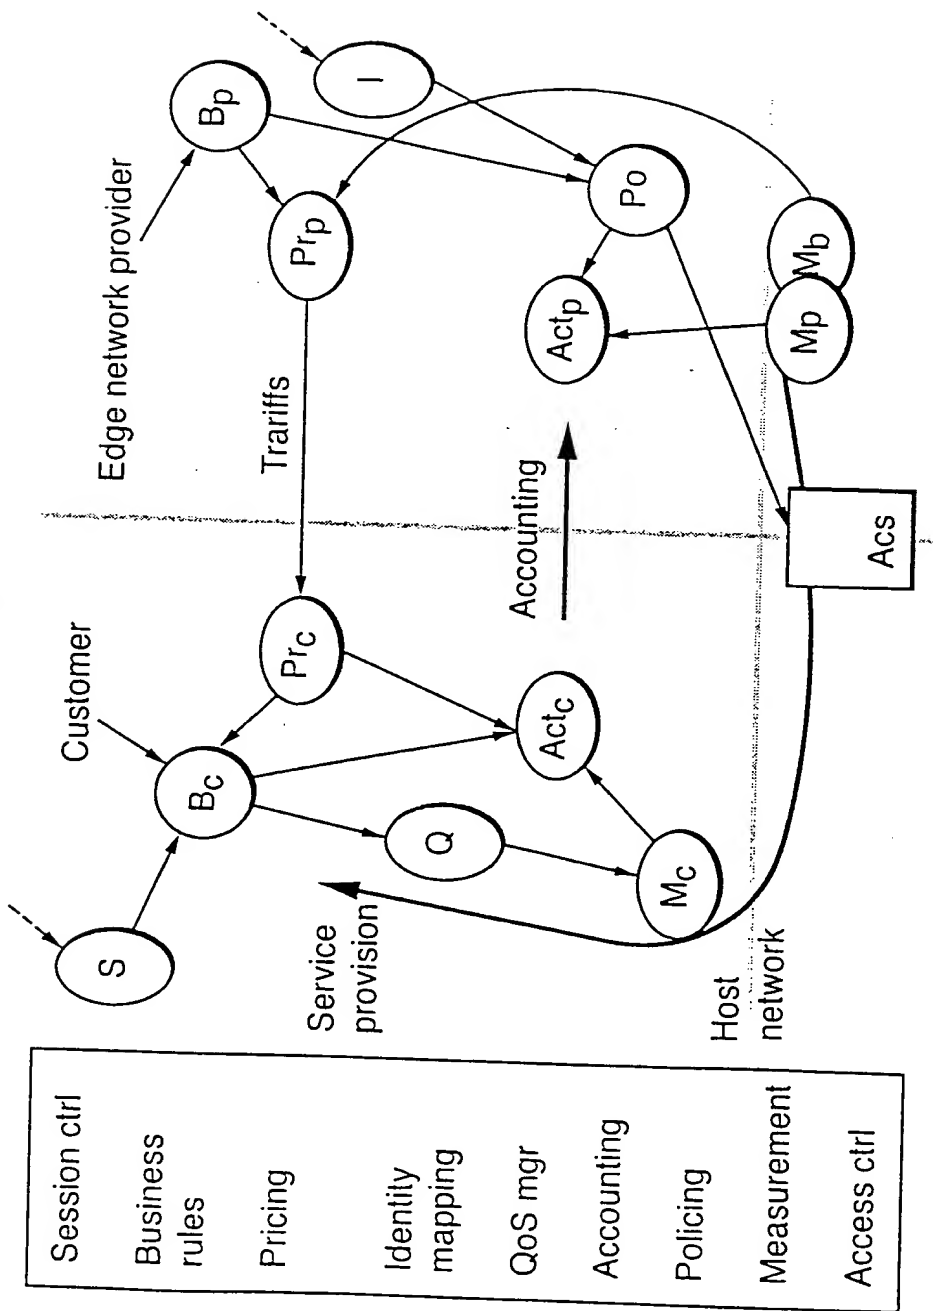 Session ctrl
Business
rules
Pricing
Identity
mapping
QoS mgr
Accounting
Policing
Measurement
Access ctrl
S
Customer
Edge network provider
Bc
Bp
Prc
Trariffs
Prp
I
Service
provision
Q
Actc
Accounting
Actp
Po
Mc
Host
network
Acs
Mp
Mb